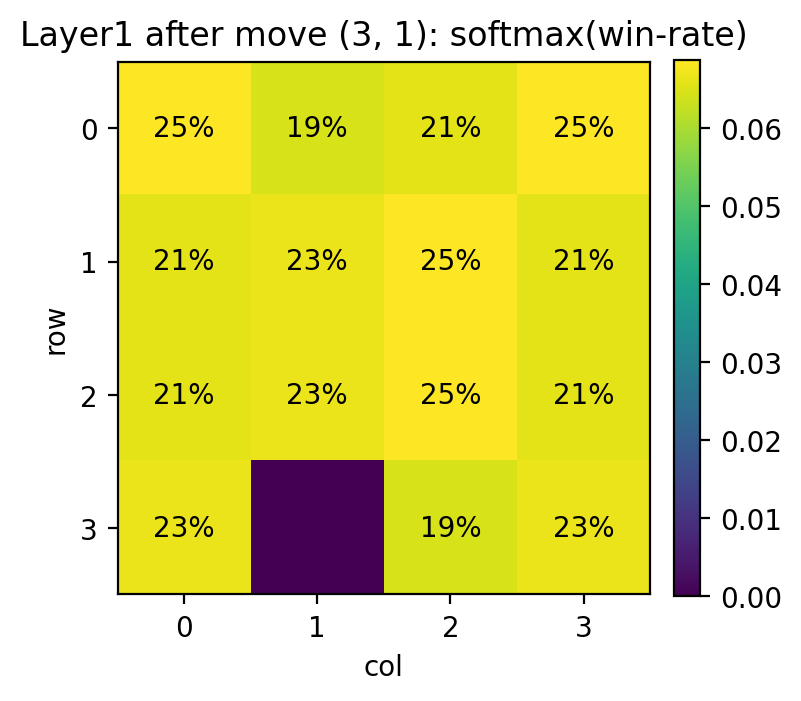 Layer1 after move (3, 1): softmax(win-rate)
0 25% 19% 21% 25%
1 21% 23% 25% 21%
2 21% 23% 25% 21%
3 23% 19% 23%
0 1 2 3
col
row
0.06
0.05
0.04
0.03
0.02
0.01
0.00